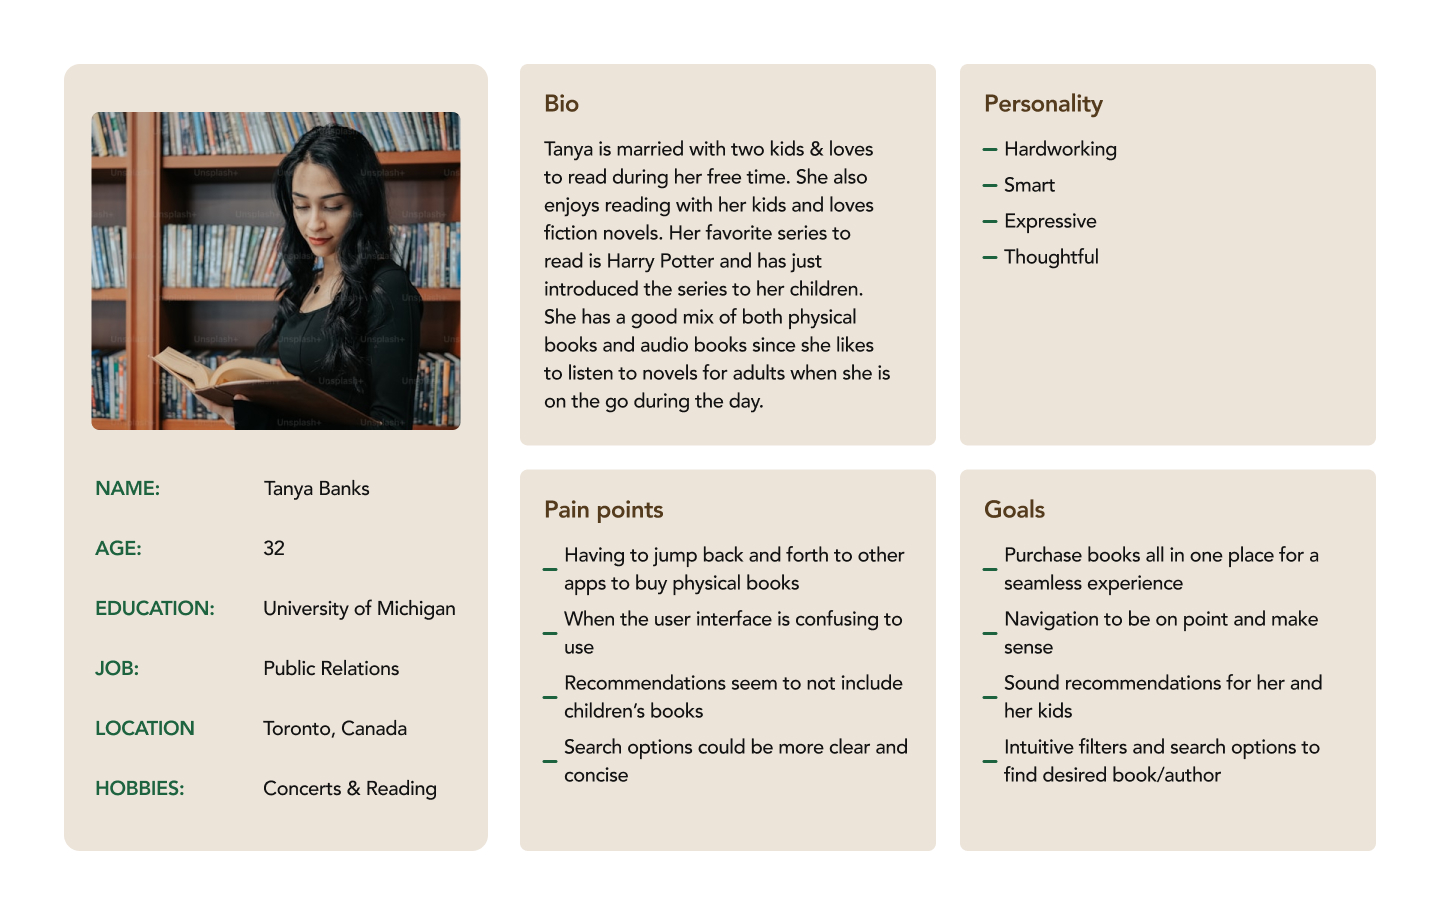 NAME: Tanya Banks
AGE: 32
EDUCATION: University of Michigan
JOB: Public Relations
LOCATION Toronto, Canada
HOBBIES: Concerts & Reading
Bio
Tanya is married with two kids & loves
to read during her free time. She also
enjoys reading with her kids and loves
fiction novels. Her favorite series to
read is Harry Potter and has just
introduced the series to her children.
She has a good mix of both physical
books and audio books since she likes
to listen to novels for adults when she is
on the go during the day.
Personality
Hardworking
Smart
Expressive
Thoughtful
Pain points
Having to jump back and forth to other
apps to buy physical books
When the user interface is confusing to
use
Recommendations seem to not include
children’s books
Search options could be more clear and
concise
Goals
Purchase books all in one place for a
seamless experience
Navigation to be on point and make
sense
Sound recommendations for her and
her kids
Intuitive filters and search options to
find desired book/author
Unsplash+